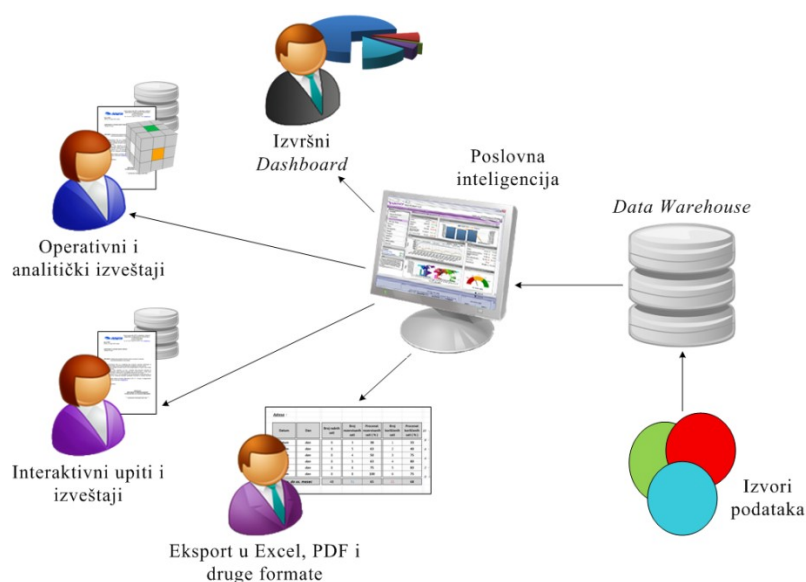 Izvršni
Dashboard
Poslovna
inteligencija
Data Warehouse
Operativni i
analitički izveštaji
Interaktivni upiti i
izveštaji
Eksport u Excel, PDF i
druge formate
Izvori
podataka